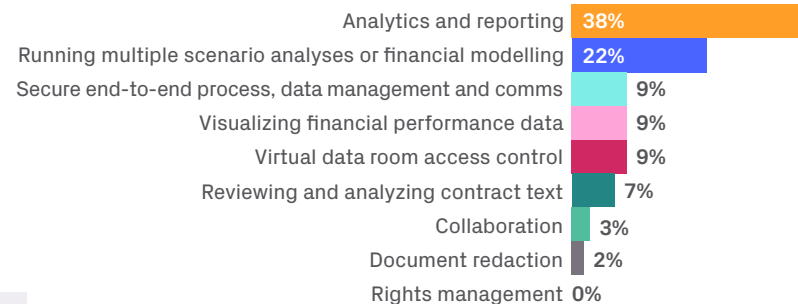 Analytics and reporting 38%
Running multiple scenario analyses or financial modelling 22%
Secure end-to-end process, data management and comms 9%
Visualizing financial performance data 9%
Virtual data room access control 9%
Reviewing and analyzing contract text 7%
Collaboration 3%
Document redaction 2%
Rights management 0%